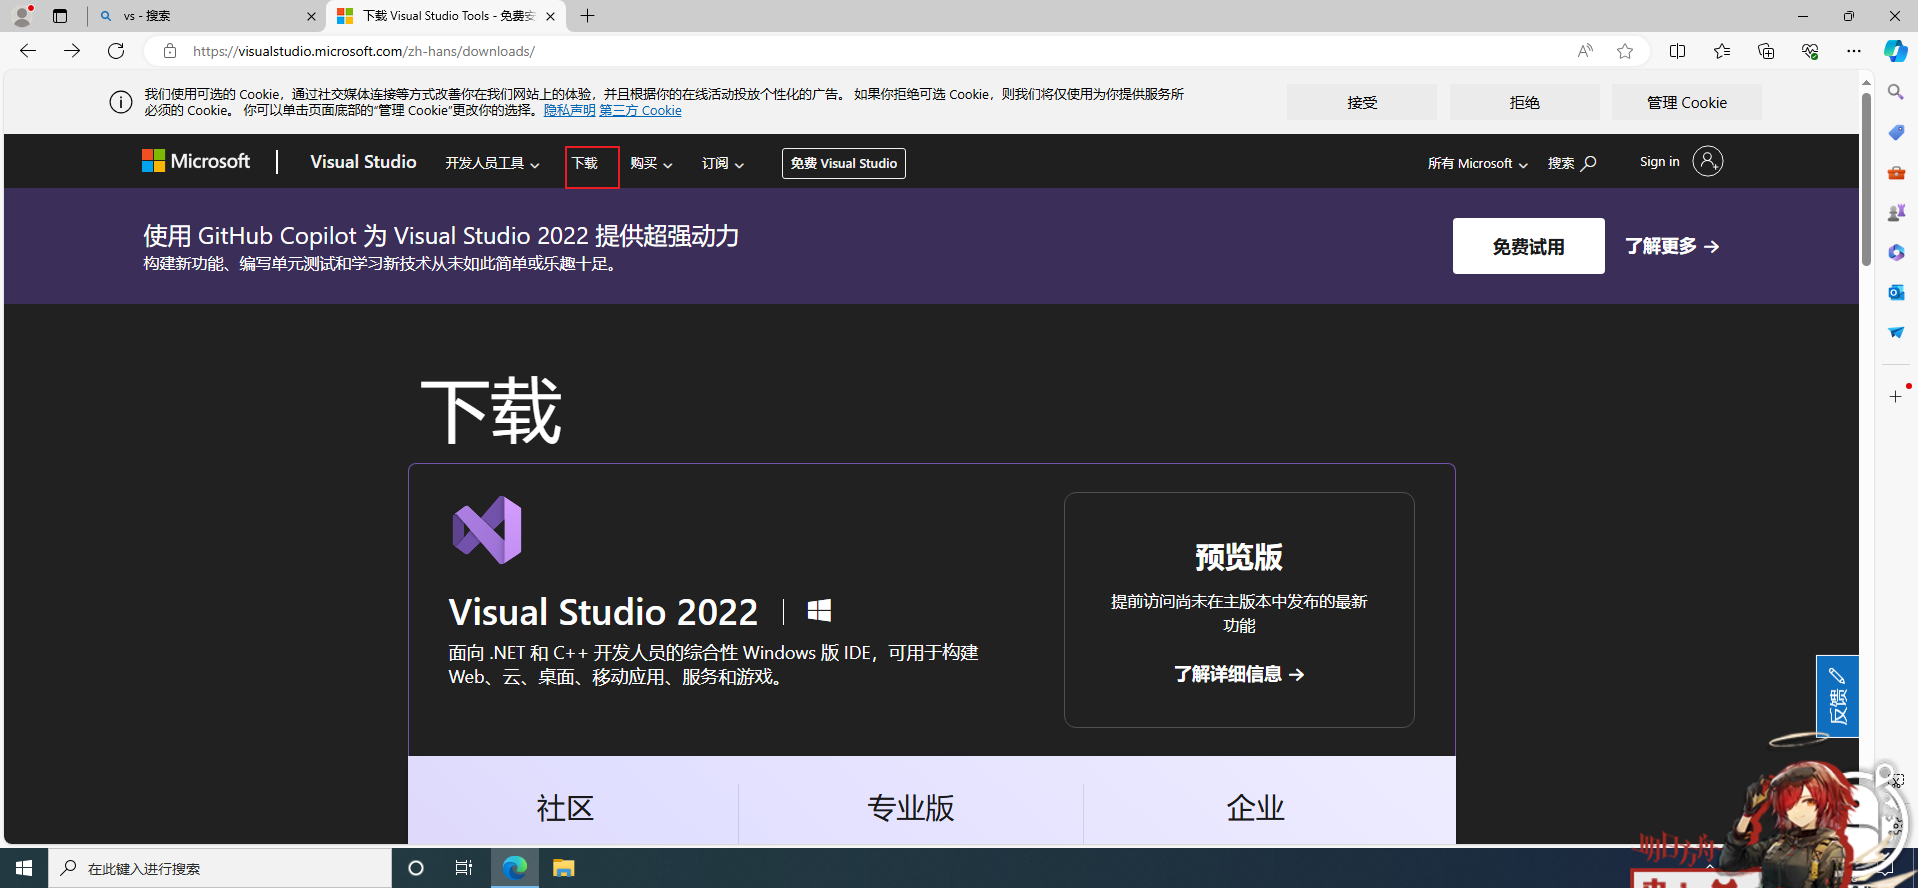 vs - 搜索
下载 Visual Studio Tools - 免费安
https://visualstudio.microsoft.com/zh-hans/downloads/
我们使用可选的 Cookie，通过社交媒体连接等方式改善你在我们网站上的体验，并且根据你的在线活动投放个性化的广告。 如果你拒绝可选 Cookie，则我们将仅使用为你提供服务所
必须的 Cookie。 你可以单击页面底部的“管理 Cookie”更改你的选择。隐私声明 第三方 Cookie
接受
拒绝
管理 Cookie
Microsoft
Visual Studio
开发人员工具
下载
购买
订阅
免费 Visual Studio
所有 Microsoft
搜索
Sign in
使用 GitHub Copilot 为 Visual Studio 2022 提供超强动力
构建新功能、编写单元测试和学习新技术从未如此简单或乐趣十足。
免费试用
了解更多
下载
Visual Studio 2022
面向 .NET 和 C++ 开发人员的综合性 Windows 版 IDE，可用于构建
Web、云、桌面、移动应用、服务和游戏。
预览版
提前访问尚未在主版本中发布的最新
功能
了解详细信息
反馈
社区
专业版
企业
明日方舟
在此键入进行搜索